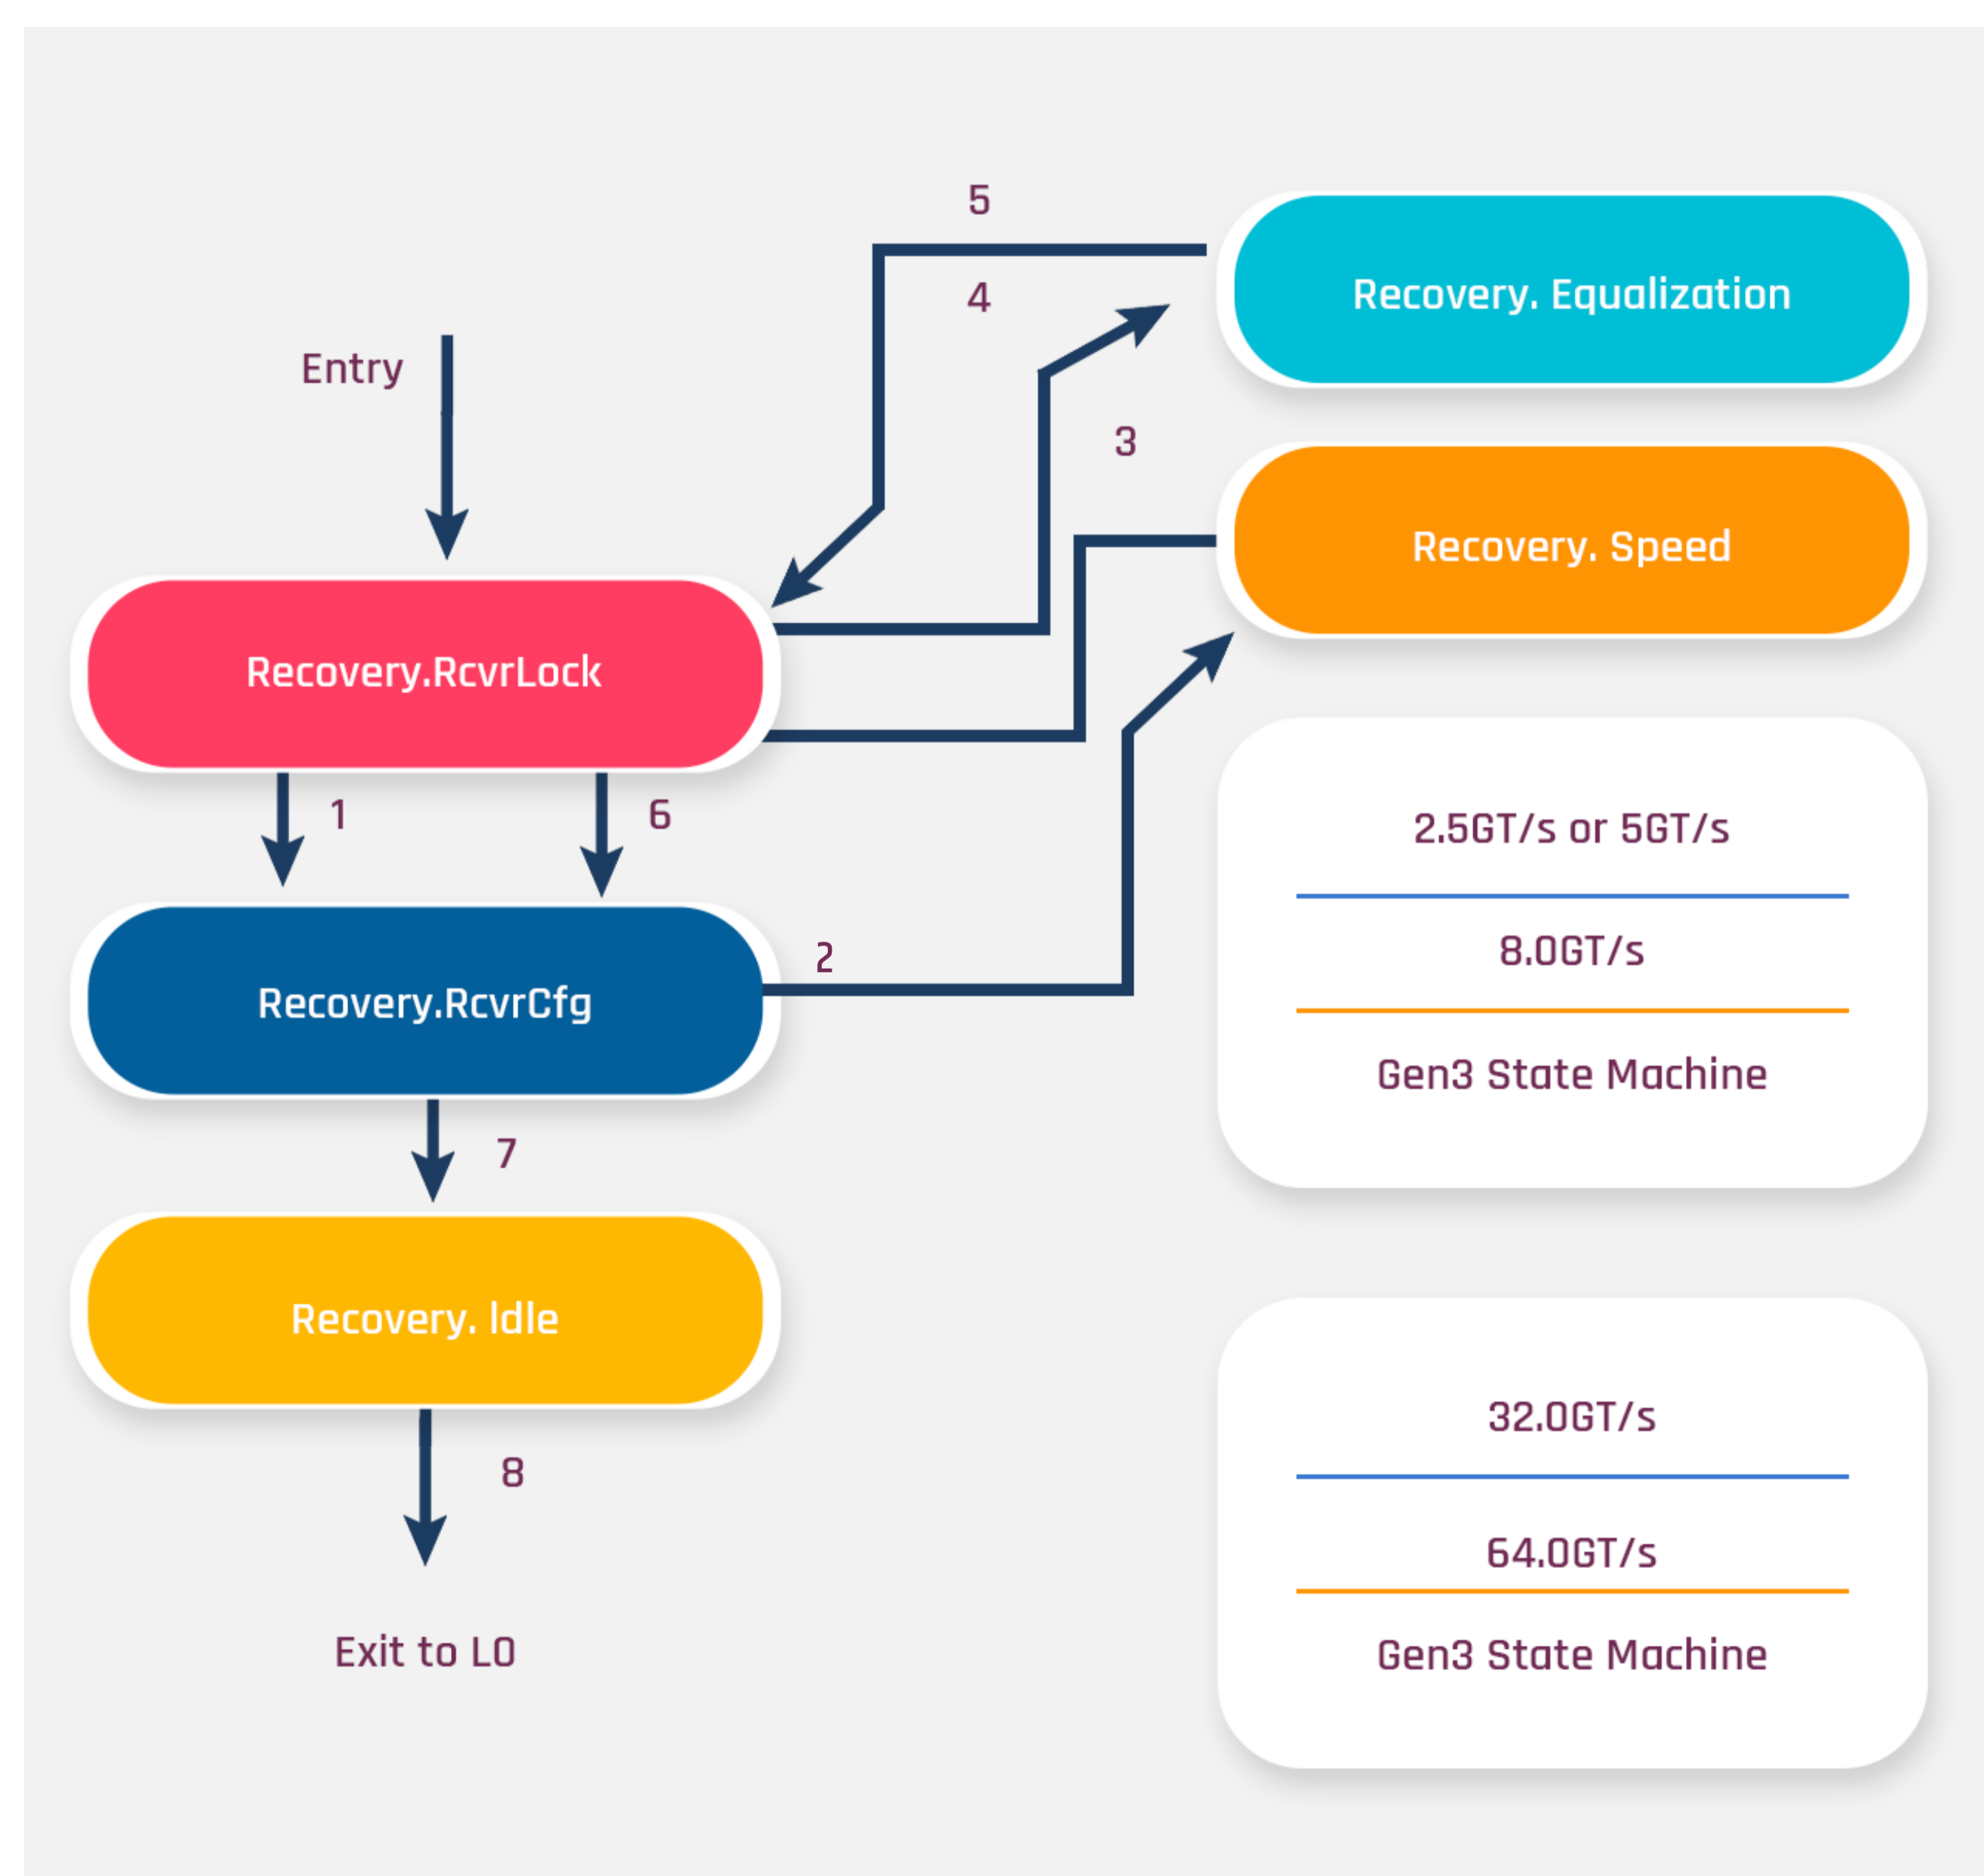 5
Recovery. Equalization
4
Entry
3
Recovery. Speed
Recovery.RcvrLock
1
6
2.5GT/s or 5GT/s
2
8.0GT/s
Recovery.RcvrCfg
Gen3 State Machine
7
Recovery. Idle
32.0GT/s
8
64.0GT/s
Exit to L0
Gen3 State Machine